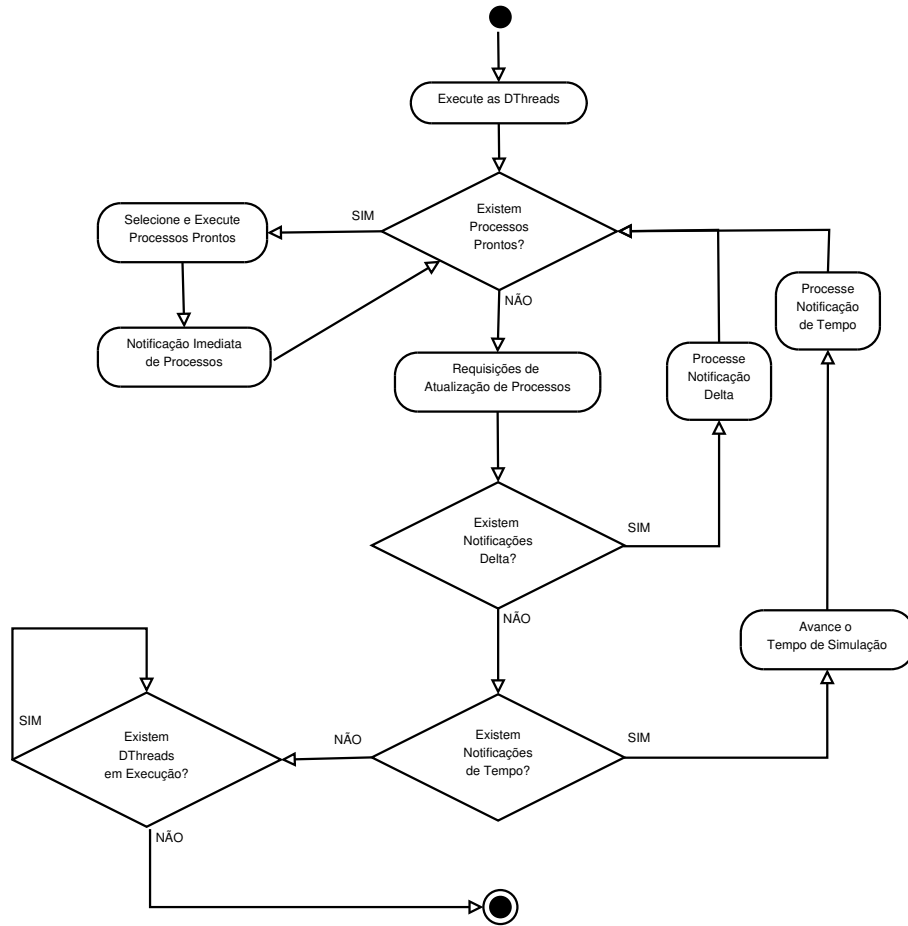 Execute as DThreads
Existem
Processos
Prontos?
SIM
Selecione e Execute
Processos Prontos
Notificação Imediata
de Processos
NÃO
Requisições de
Atualização de Processos
Processe
Notificação
de Tempo
Processe
Notificação
Delta
Existem
Notificações
Delta?
SIM
NÃO
Avance o
Tempo de Simulação
Existem
Notificações
de Tempo?
SIM
NÃO
Existem
DThreads
em Execução?
SIM
NÃO